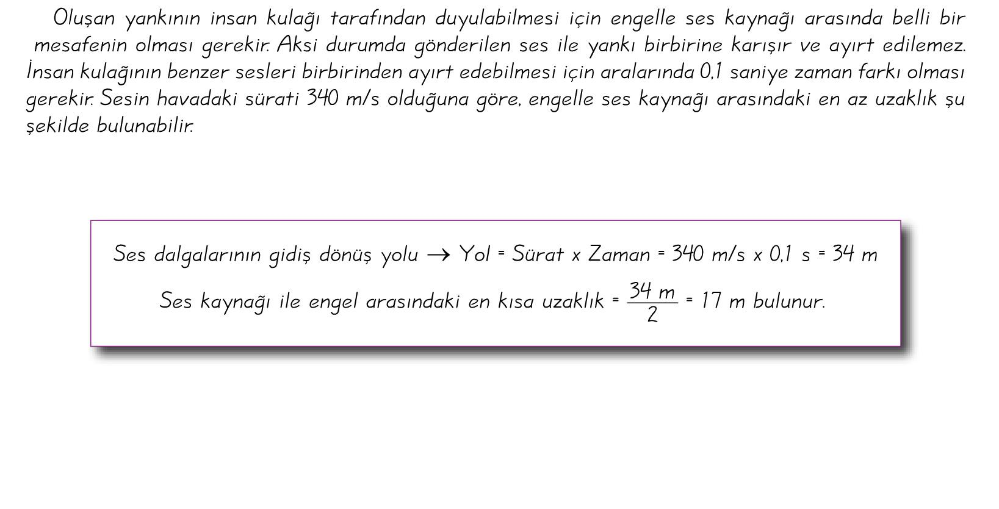 Oluşan yankının insan kulağı tarafından duyulabilmesi için engelle ses kaynağı arasında belli bir
mesafenin olması gerekir. Aksi durumda gönderilen ses ile yankı birbirine karışır ve ayırt edilemez.
İnsan kulağının benzer sesleri birbirinden ayırt edebilmesi için aralarında 0,1 saniye zaman farkı olması
gerekir. Sesin havadaki sürati 340 m/s olduğuna göre, engelle ses kaynağı arasındaki en az uzaklık şu
şekilde bulunabilir.
Ses dalgalarının gidiş dönüş yolu → Yol = Sürat x Zaman = 340 m/s x 0,1 s = 34 m
Ses kaynağı ile engel arasındaki en kısa uzaklık = 34 m / 2 = 17 m bulunur.